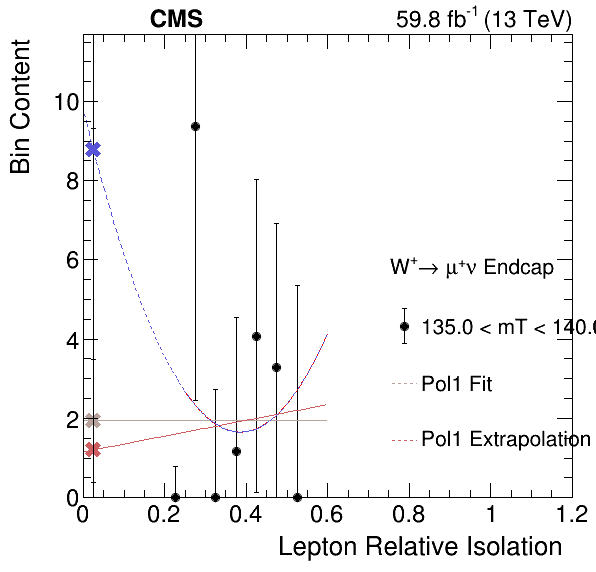 CMS 59.8 fb⁻¹ (13 TeV)
Bin Content
10
8
6
4
2
0
W⁺→ μ⁺ν Endcap
135.0 < mT < 140.0
Pol1 Fit
Pol1 Extrapolation
0 0.2 0.4 0.6 0.8 1 1.2
Lepton Relative Isolation